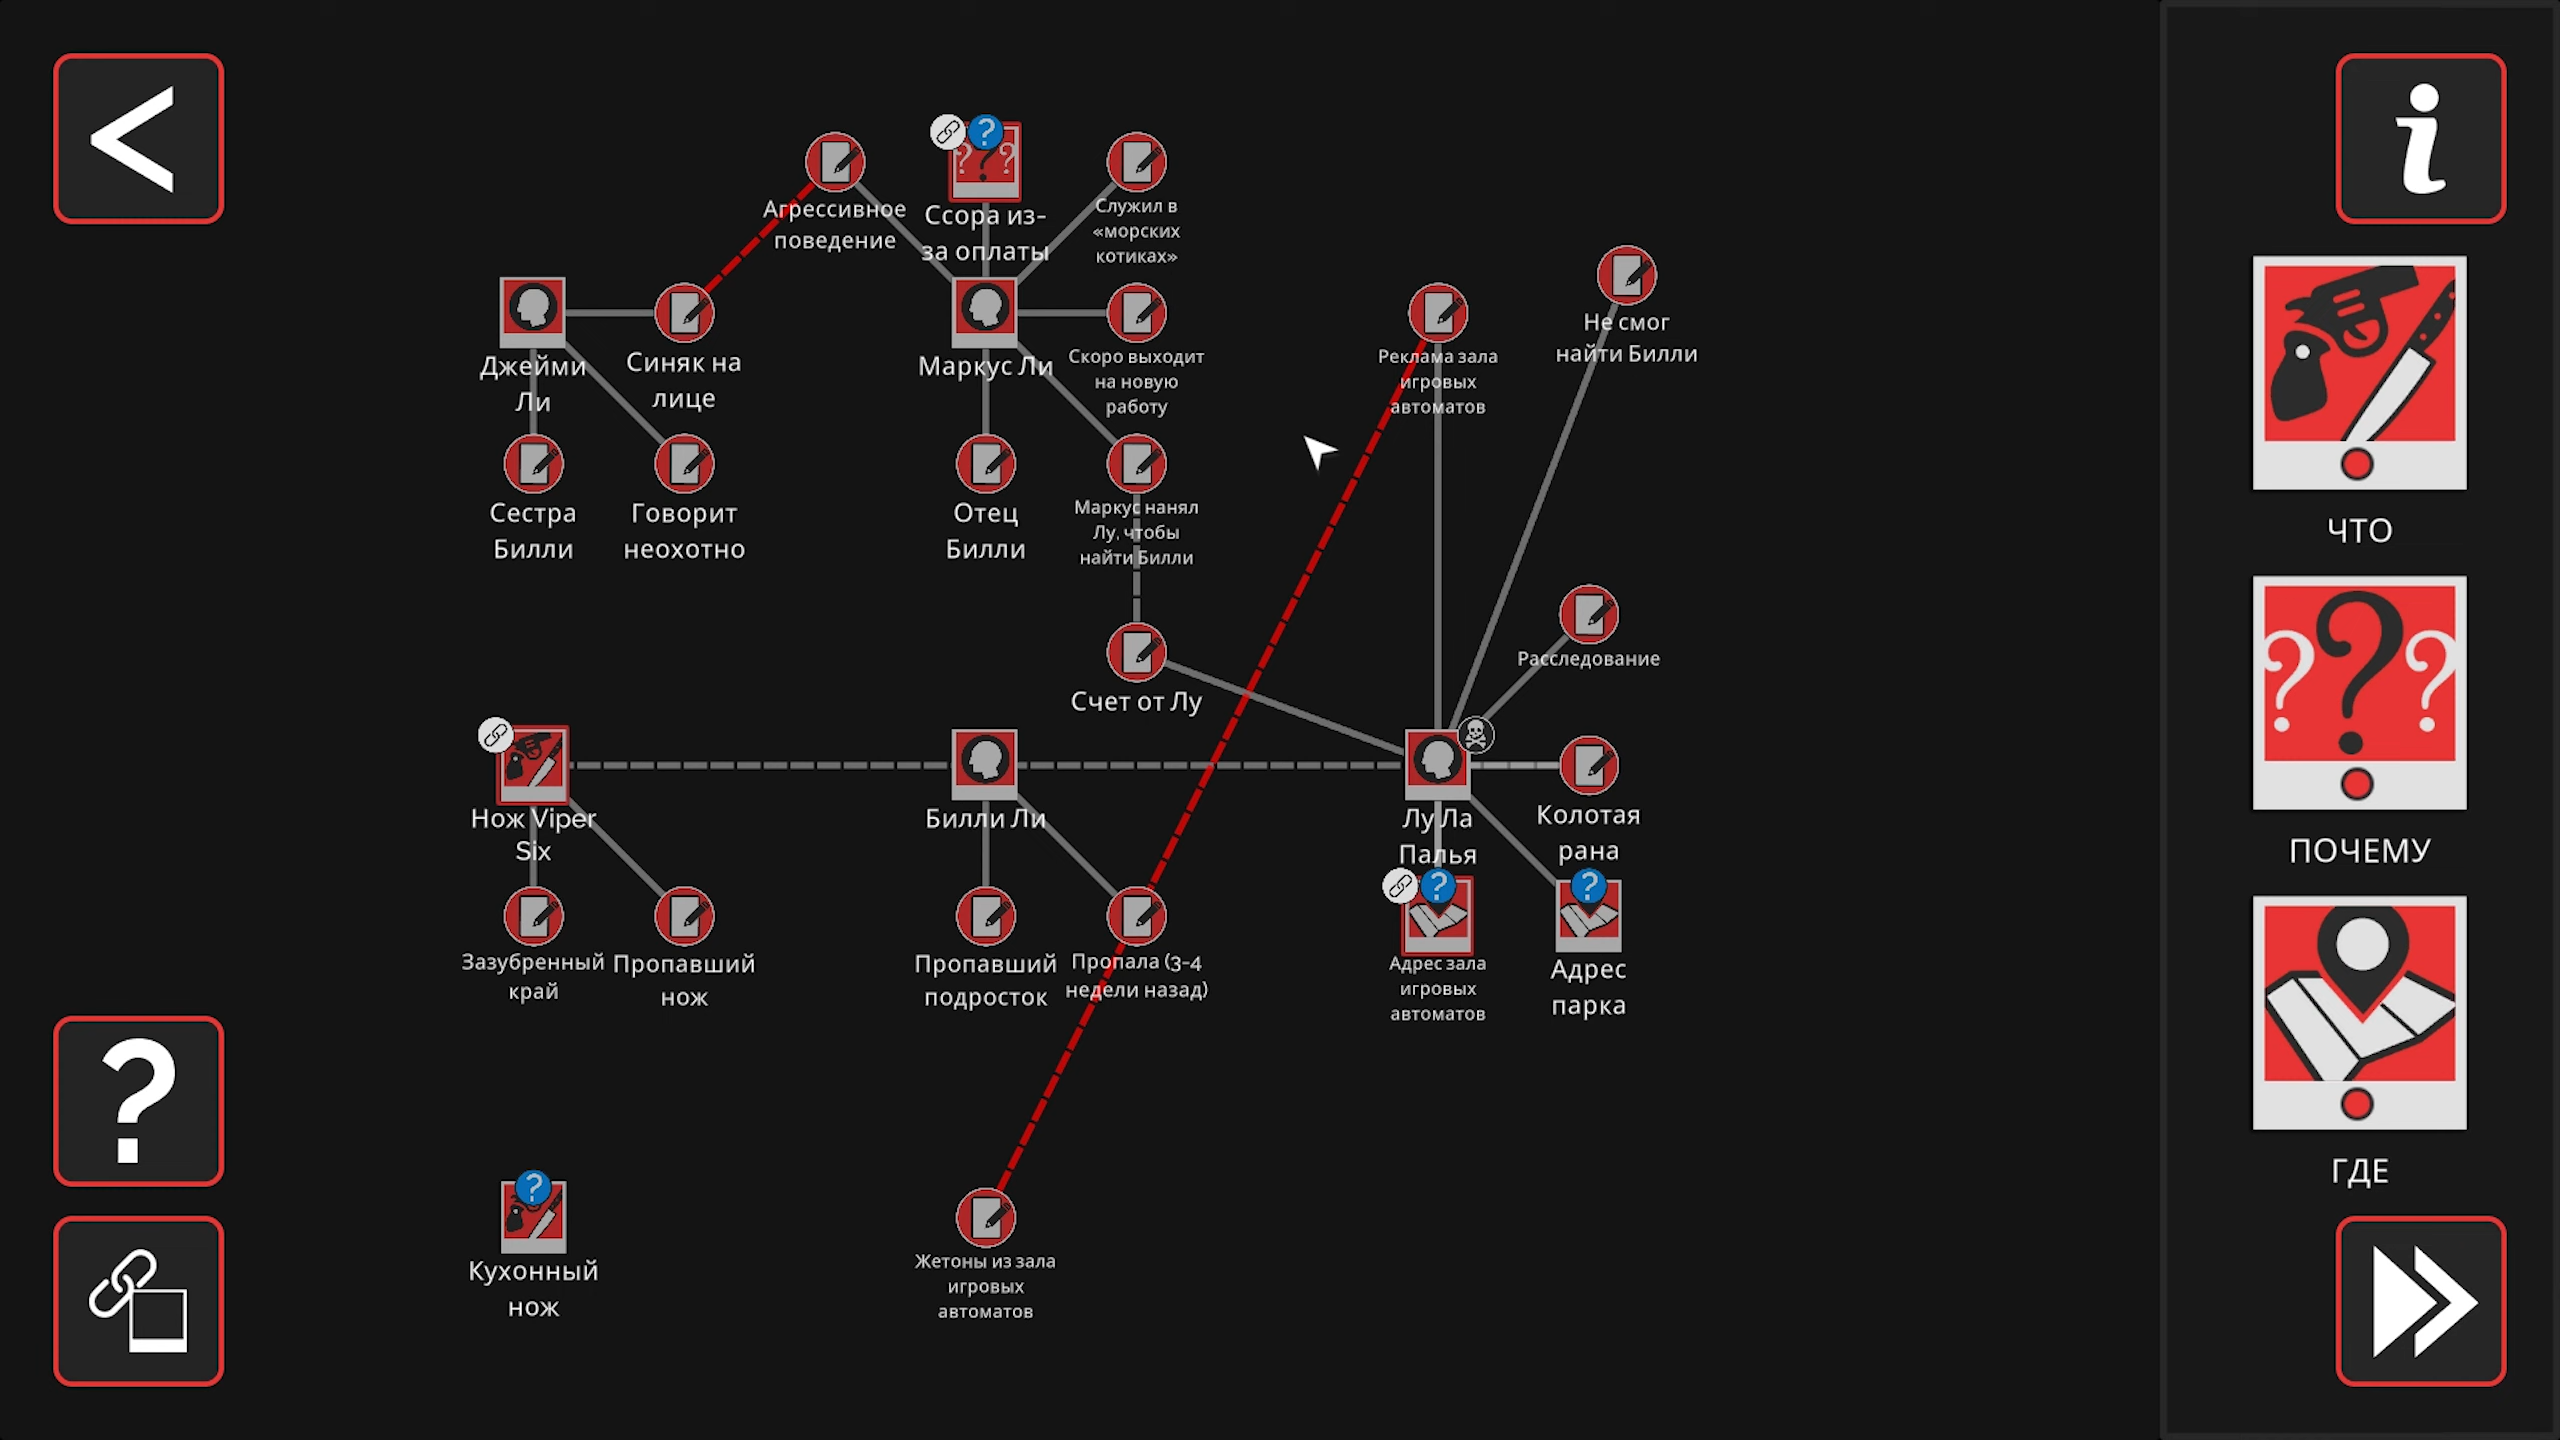 Агрессивное
поведение
Ссора из-
за оплаты
Служил в
«морских
котиках»
Джейми
Ли
Синяк на
лице
Маркус Ли
Скоро выходит
на новую
работу
Реклама зала
игровых
автоматов
Не смог
найти Билли
Сестра
Билли
Говорит
неохотно
Отец
Билли
Маркус нанял
Лу, чтобы
найти Билли
Счет от Лу
Расследование
Нож Viper
Six
Билли Ли
Лу Ла
Палья
Колотая
рана
Зазубренный
край
Пропавший
нож
Пропавший
подросток
Пропала (3-4
недели назад)
Адрес зала
игровых
автоматов
Адрес
парка
Кухонный
нож
Жетоны из зала
игровых
автоматов
ЧТО
ПОЧЕМУ
ГДЕ